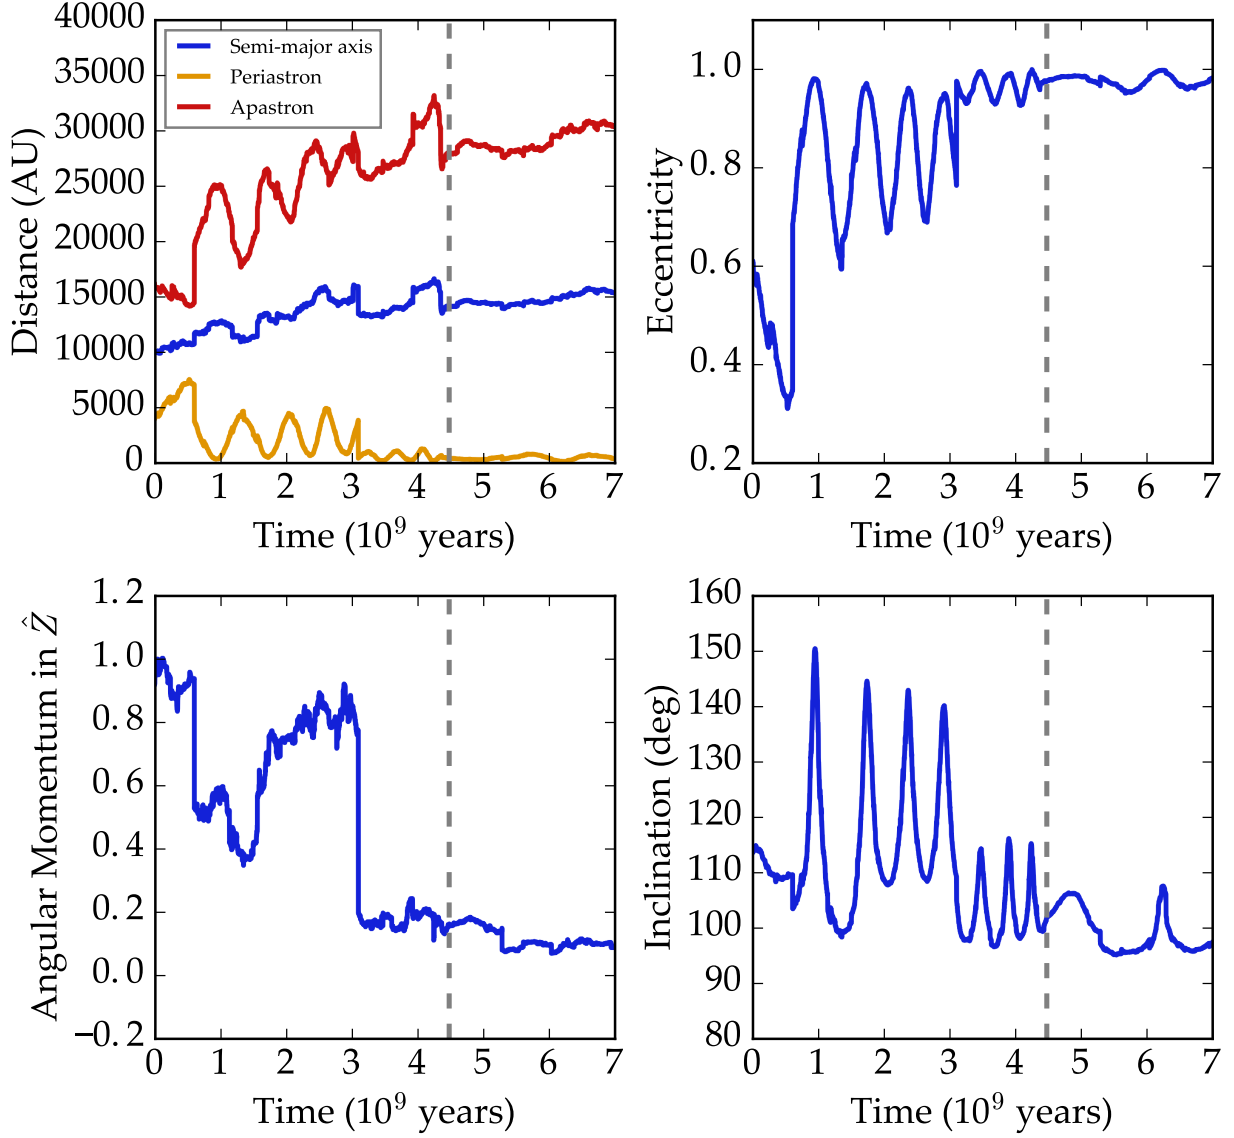 40000
35000
30000
25000
20000
15000
10000
5000
0
Distance (AU)
Semi-major axis
Periastron
Apastron
0 1 2 3 4 5 6 7
Time (10⁹ years)
1.0
0.8
0.6
0.4
0.2
Eccentricity
0 1 2 3 4 5 6 7
Time (10⁹ years)
1.2
1.0
0.8
0.6
0.4
0.2
0.0
−0.2
Angular Momentum in Ẑ
0 1 2 3 4 5 6 7
Time (10⁹ years)
160
150
140
130
120
110
100
90
80
Inclination (deg)
0 1 2 3 4 5 6 7
Time (10⁹ years)